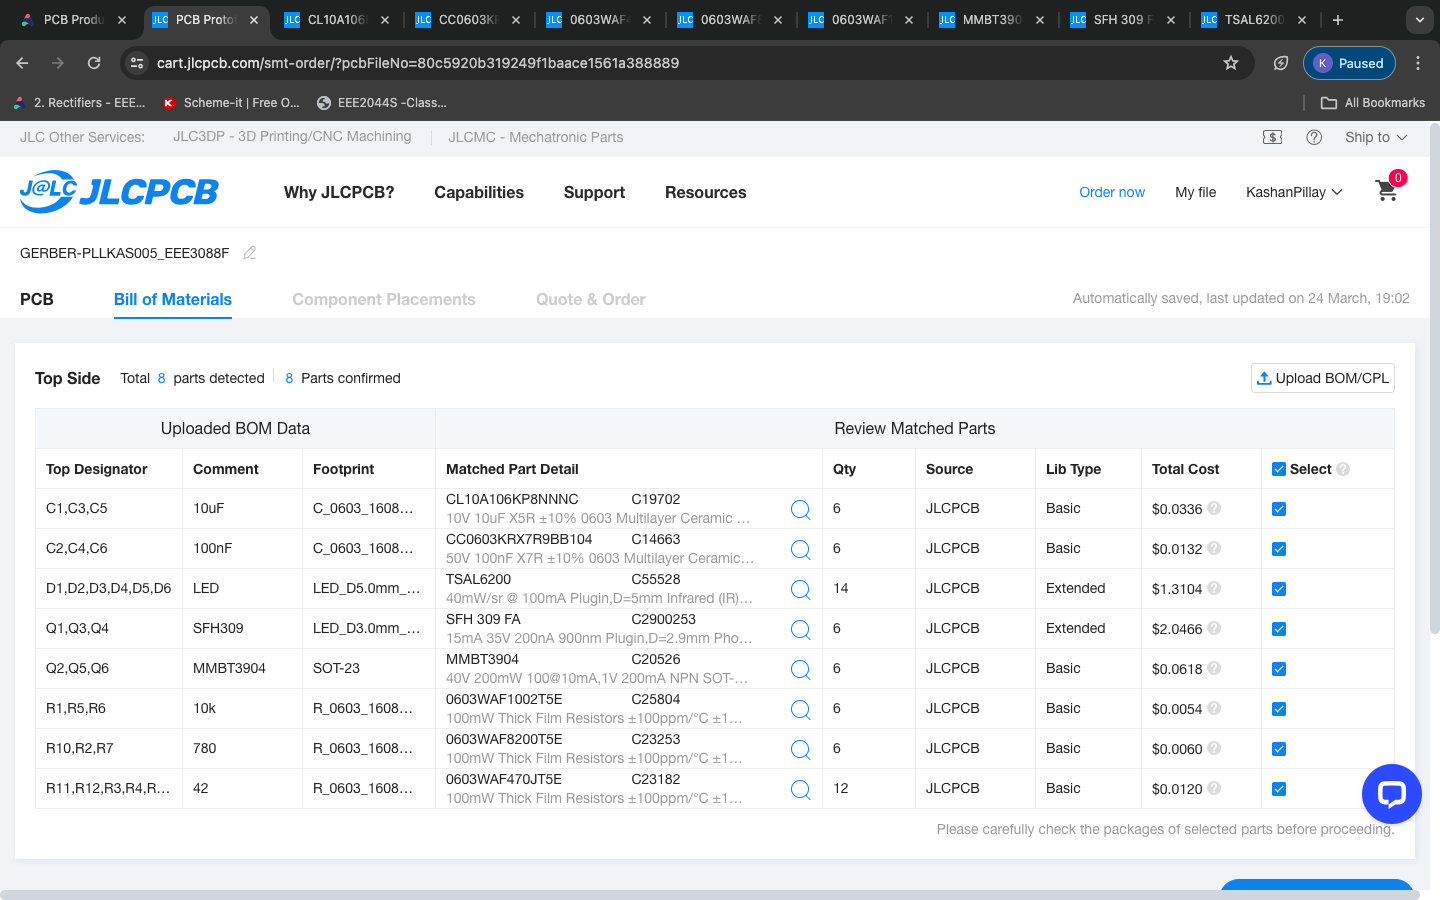 PCB Produ
PCB Proto
CL10A106
CC0603KR
0603WAF4
0603WAF8
0603WAF1
MMBT390
SFH 309 F
TSAL6200
cart.jlcpcb.com/smt-order/?pcbFileNo=80c5920b319249f1baace1561a388889
K Paused
2. Rectifiers - EEE...
Scheme-it | Free O...
EEE2044S -Class...
All Bookmarks
JLC Other Services:
JLC3DP - 3D Printing/CNC Machining
JLCMC - Mechatronic Parts
Ship to
J@LC JLCPCB
Why JLCPCB?
Capabilities
Support
Resources
Order now
My file
KashanPillay
0
GERBER-PLLKAS005_EEE3088F
PCB
Bill of Materials
Component Placements
Quote & Order
Automatically saved, last updated on 24 March, 19:02
Top Side Total 8 parts detected 8 Parts confirmed
Upload BOM/CPL
Uploaded BOM Data Review Matched Parts
Top Designator Comment Footprint Matched Part Detail Qty Source Lib Type Total Cost Select
C1,C3,C5 10uF C_0603_1608... CL10A106KP8NNNC C19702 6 JLCPCB Basic $0.0336
10V 10uF X5R ±10% 0603 Multilayer Ceramic ...
C2,C4,C6 100nF C_0603_1608... CC0603KRX7R9BB104 C14663 6 JLCPCB Basic $0.0132
50V 100nF X7R ±10% 0603 Multilayer Ceramic...
D1,D2,D3,D4,D5,D6 LED LED_D5.0mm_... TSAL6200 C55528 14 JLCPCB Extended $1.3104
40mW/sr @ 100mA Plugin,D=5mm Infrared (IR)...
Q1,Q3,Q4 SFH309 LED_D3.0mm_... SFH 309 FA C2900253 6 JLCPCB Extended $2.0466
15mA 35V 200nA 900nm Plugin,D=2.9mm Pho...
Q2,Q5,Q6 MMBT3904 SOT-23 MMBT3904 C20526 6 JLCPCB Basic $0.0618
40V 200mW 100@10mA,1V 200mA NPN SOT-...
R1,R5,R6 10k R_0603_1608... 0603WAF1002T5E C25804 6 JLCPCB Basic $0.0054
100mW Thick Film Resistors ±100ppm/°C ±1...
R10,R2,R7 780 R_0603_1608... 0603WAF8200T5E C23253 6 JLCPCB Basic $0.0060
100mW Thick Film Resistors ±100ppm/°C ±1...
R11,R12,R3,R4,R... 42 R_0603_1608... 0603WAF470JT5E C23182 12 JLCPCB Basic $0.0120
100mW Thick Film Resistors ±100ppm/°C ±1...
Please carefully check the packages of selected parts before proceeding.